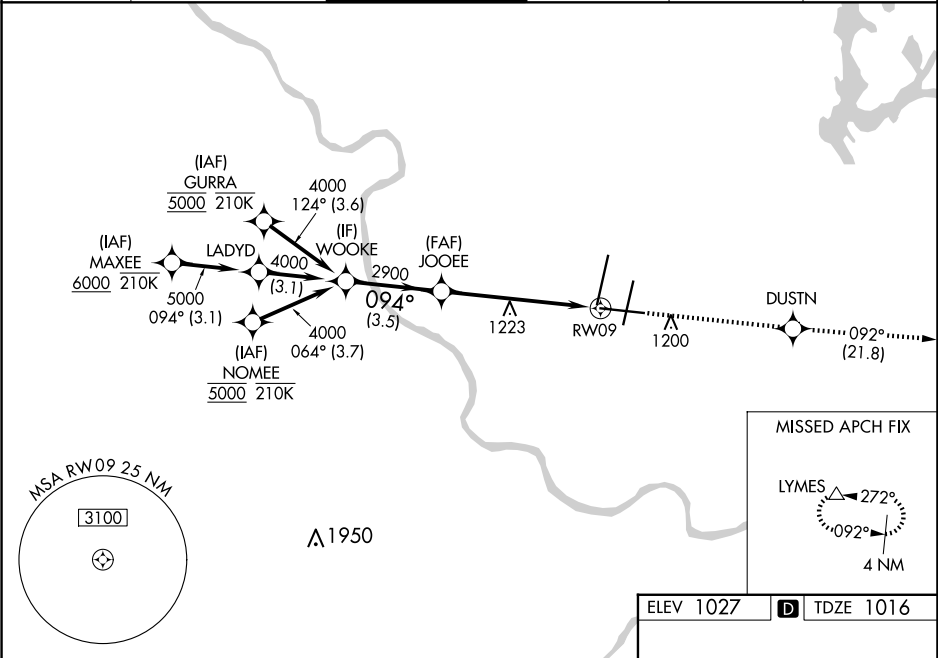 (IAF)
GURRA
5000 210K
4000
124° (3.6)
(IAF)
MAXEE
6000 210K
LADYD
4000
(3.1)
5000
094° (3.1)
(IF)
WOOKE
2900
094°
(3.5)
(FAF)
JOOEE
4000
064° (3.7)
(IAF)
NOMEE
5000 210K
1223
RW09
1200
DUSTN
092°
(21.8)
MISSED APCH FIX
LYMES
272°
092°
4 NM
MSA RW09 25 NM
3100
1950
ELEV 1027 D TDZE 1016